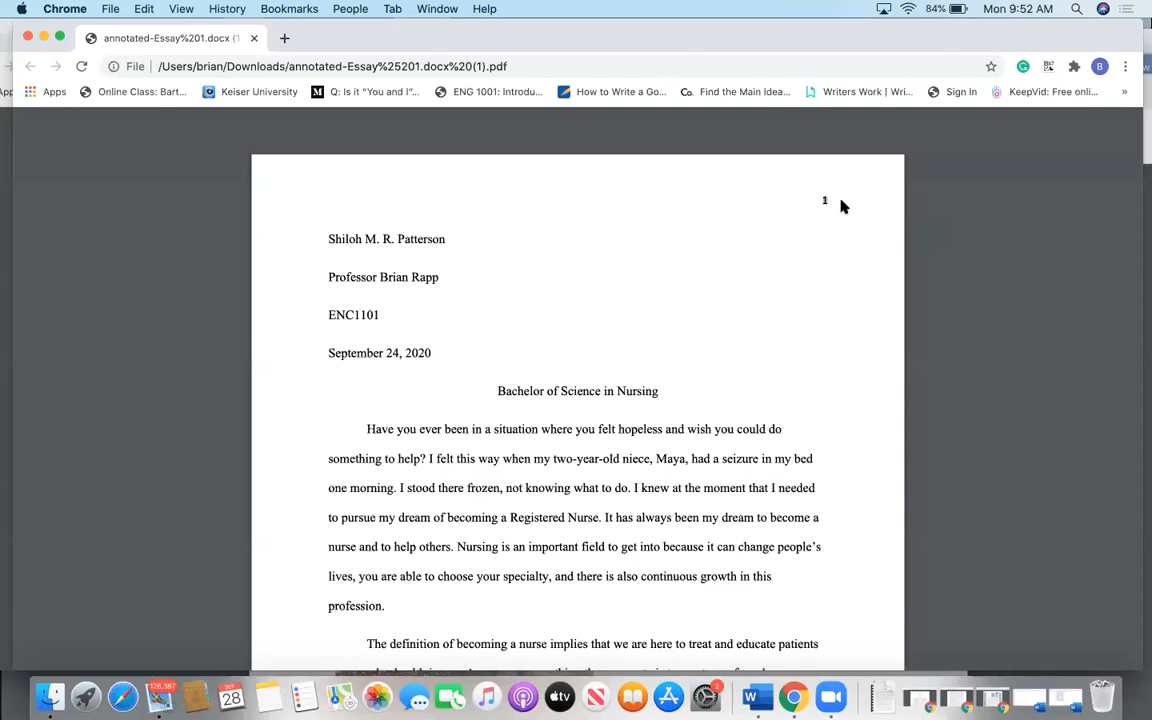 Chrome File Edit View History Bookmarks People Tab Window Help 84% Mon 9:52 AM
annotated-Essay%201.docx (1
File /Users/brian/Downloads/annotated-Essay%25201.docx%20(1).pdf
Apps Online Class: Bart... Keiser University Q: Is it "You and I"... ENG 1001: Introdu... How to Write a Go... Find the Main Idea... Writers Work | Wri... Sign In KeepVid: Free onli... »
1
Shiloh M. R. Patterson
Professor Brian Rapp
ENC1101
September 24, 2020
Bachelor of Science in Nursing
Have you ever been in a situation where you felt hopeless and wish you could do
something to help? I felt this way when my two-year-old niece, Maya, had a seizure in my bed
one morning. I stood there frozen, not knowing what to do. I knew at the moment that I needed
to pursue my dream of becoming a Registered Nurse. It has always been my dream to become a
nurse and to help others. Nursing is an important field to get into because it can change people's
lives, you are able to choose your specialty, and there is also continuous growth in this
profession.
The definition of becoming a nurse implies that we are here to treat and educate patients
128,387 SEP 28 tv 2